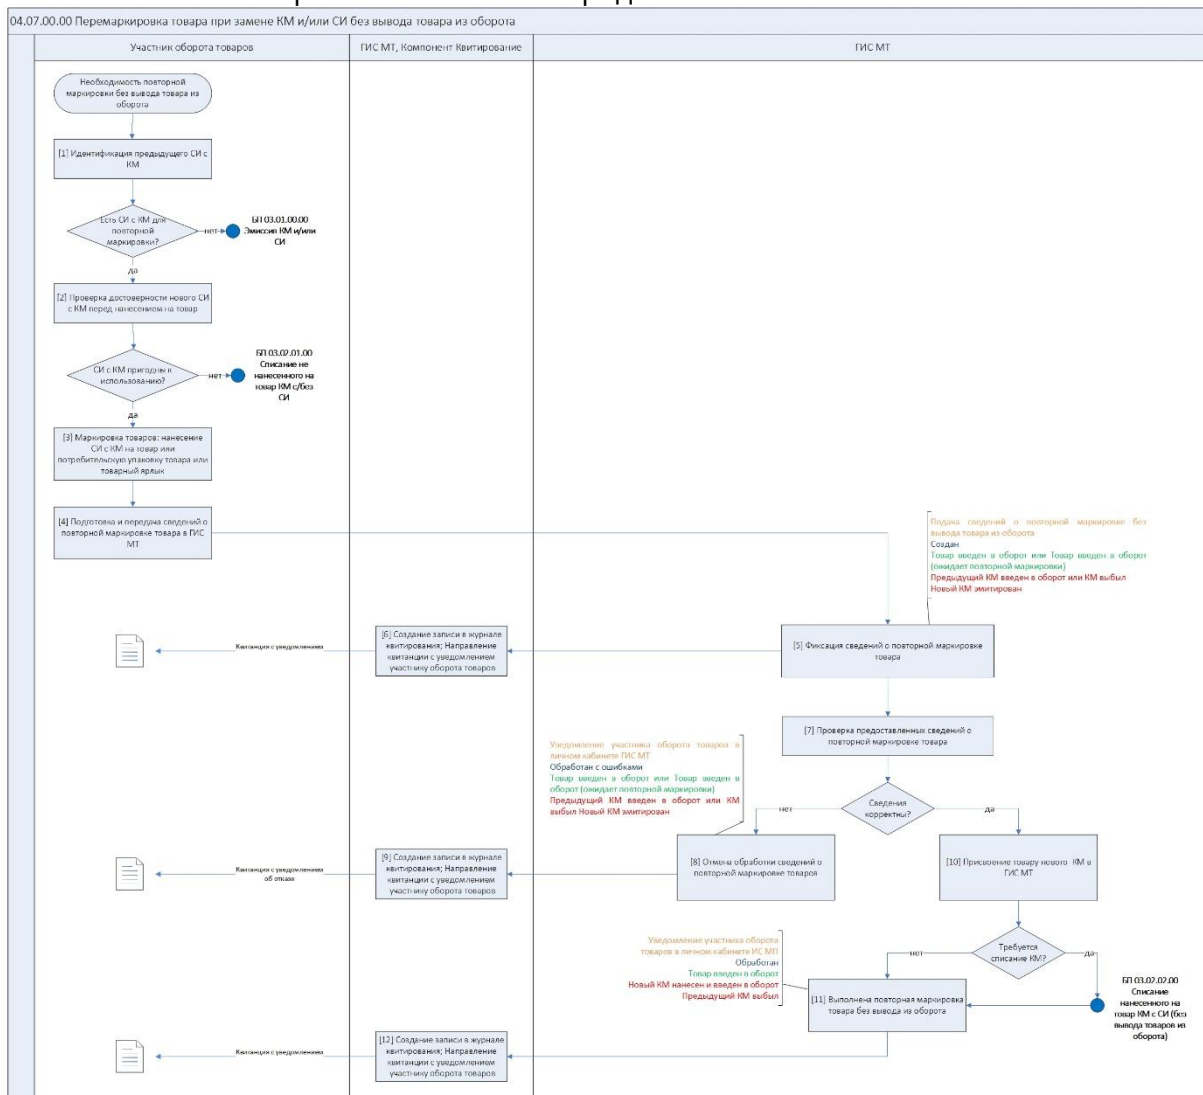 04.07.00.00 Перемаркировка товара при замене КМ и/или СИ без вывода товара из оборота
Участник оборота товаров
ГИС МТ, Компонент Квитирование
ГИС МТ
Необходимость повторной
маркировки без вывода товара из
оборота
[1] Идентификация предыдущего СИ с
КМ
Есть СИ с КМ для
повторной
маркировки?
нет
БП 03.01.00.00
Эмиссия КМ и/или
СИ
да
[2] Проверка достоверности нового СИ
с КМ перед нанесением на товар
СИ с КМ пригодны к
использованию?
нет
БП 03.02.01.00
Списание не
нанесенного на
товар КМ с/без
СИ
да
[3] Маркировка товаров: нанесение
СИ с КМ на товар или
потребительскую упаковку товара или
товарный ярлык
[4] Подготовка и передача сведений о
повторной маркировке товара в ГИС
МТ
Подача сведений о повторной маркировке без
вывода товара из оборота
Создан
Товар введен в оборот или Товар введен в оборот
(ожидает повторной маркировки)
Предыдущий КМ введен в оборот или КМ выбыл
Новый КМ эмитирован
[5] Фиксация сведений о повторной маркировке
товара
[6] Создание записи в журнале
квитирования; Направление
квитанции с уведомлением
участнику оборота товаров
Квитанция с уведомлением
[7] Проверка предоставленных сведений о
повторной маркировке товара
Уведомление участника оборота товаров в
личном кабинете ГИС МТ
Обработан с ошибками
Товар введен в оборот или Товар введен в
оборот (ожидает повторной маркировки)
Предыдущий КМ введен в оборот или КМ
выбыл Новый КМ эмитирован
Сведения
корректны?
нет
да
[8] Отмена обработки сведений о
повторной маркировке товаров
[9] Создание записи в журнале
квитирования; Направление
квитанции с уведомлением
участнику оборота товаров
Квитанция с уведомлением
об отказе
[10] Присвоение товару нового КМ в
ГИС МТ
Требуется
списание КМ?
нет
да
Уведомление участника оборота
товаров в личном кабинете ИС МП
Обработан
Товар введен в оборот
Новый КМ нанесен и введен в оборот
Предыдущий КМ выбыл
[11] Выполнена повторная маркировка
товара без вывода из оборота
БП 03.02.02.00
Списание
нанесенного на
товар КМ с СИ (без
вывода товаров из
оборота)
[12] Создание записи в журнале
квитирования; Направление
квитанции с уведомлением
участнику оборота товаров
Квитанция с уведомлением